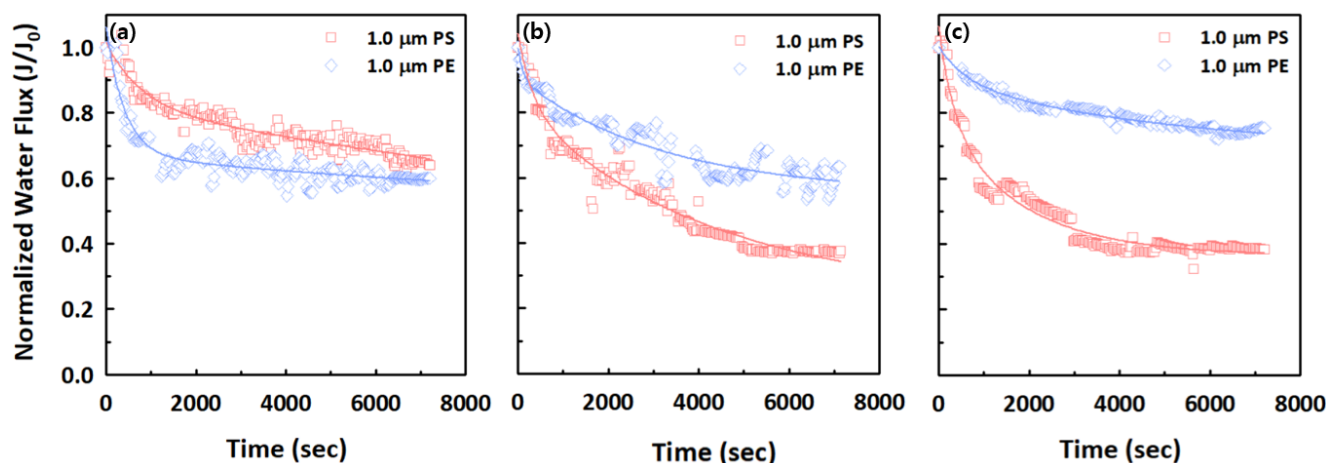 (a)
1.0 μm PS
1.0 μm PE
(b)
1.0 μm PS
1.0 μm PE
(c)
1.0 μm PS
1.0 μm PE
Normalized Water Flux (J/J₀)
1.0
0.8
0.6
0.4
0.2
0.0
0 2000 4000 6000 8000
0 2000 4000 6000 8000
0 2000 4000 6000 8000
Time (sec)
Time (sec)
Time (sec)